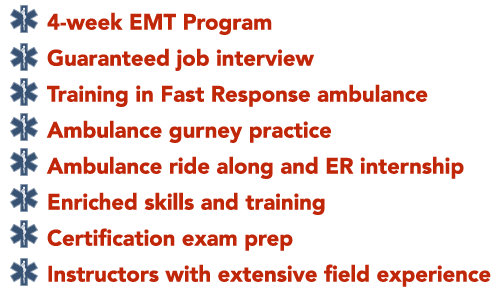 4-week EMT Program
Guaranteed job interview
Training in Fast Response ambulance
Ambulance gurney practice
Ambulance ride along and ER internship
Enriched skills and training
Certification exam prep
Instructors with extensive field experience